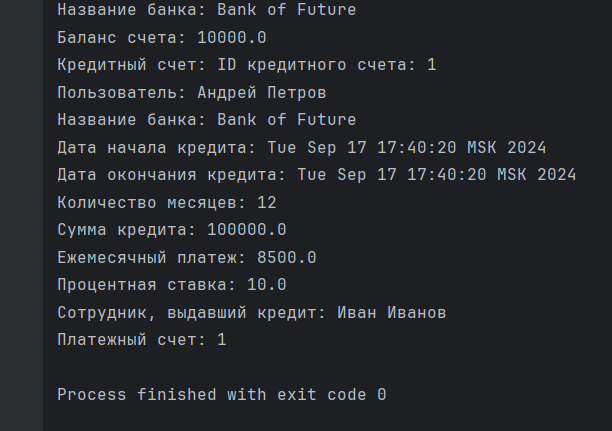 Название банка: Bank of Future
Баланс счета: 10000.0
Кредитный счет: ID кредитного счета: 1
Пользователь: Андрей Петров
Название банка: Bank of Future
Дата начала кредита: Tue Sep 17 17:40:20 MSK 2024
Дата окончания кредита: Tue Sep 17 17:40:20 MSK 2024
Количество месяцев: 12
Сумма кредита: 100000.0
Ежемесячный платеж: 8500.0
Процентная ставка: 10.0
Сотрудник, выдавший кредит: Иван Иванов
Платежный счет: 1
Process finished with exit code 0